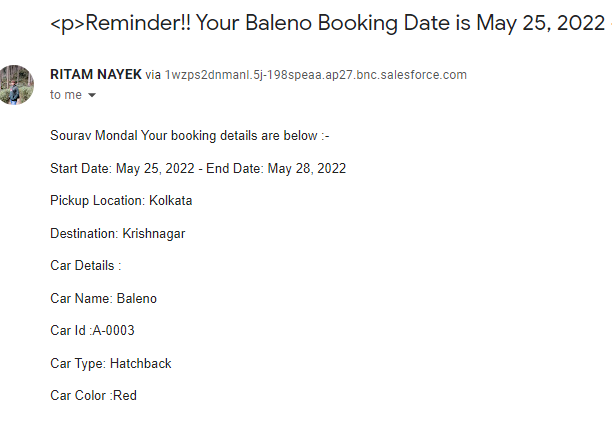 <p>Reminder!! Your Baleno Booking Date is May 25, 2022
RITAM NAYEK via 1wzps2dnmanl.5j-198speaa.ap27.bnc.salesforce.com
to me
Sourav Mondal Your booking details are below :-
Start Date: May 25, 2022 - End Date: May 28, 2022
Pickup Location: Kolkata
Destination: Krishnagar
Car Details :
Car Name: Baleno
Car Id :A-0003
Car Type: Hatchback
Car Color :Red